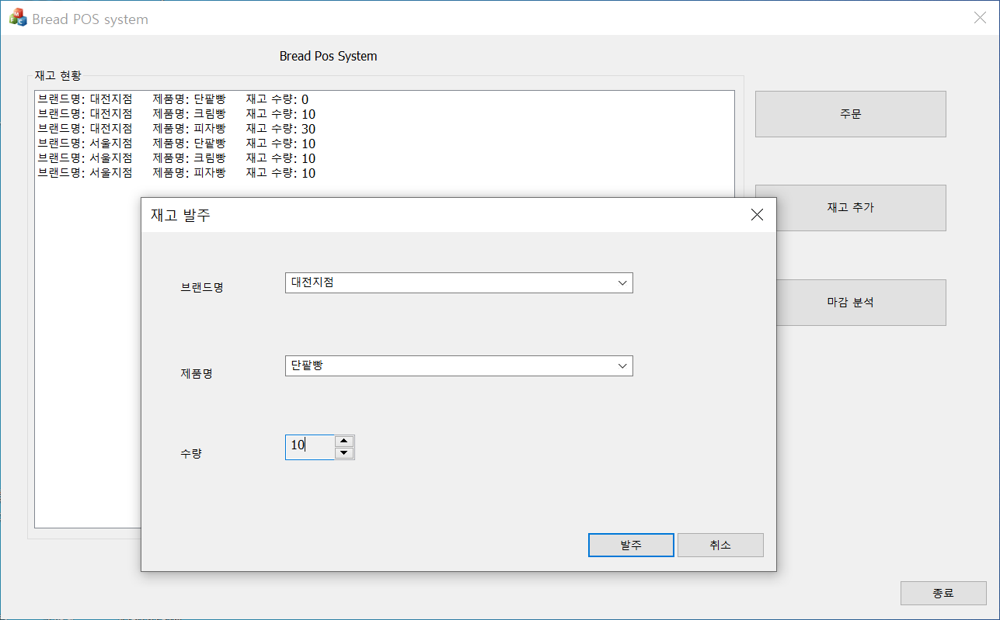 Bread POS system
Bread Pos System
재고 현황
브랜드명: 대전지점 제품명: 단팥빵 재고 수량: 0
브랜드명: 대전지점 제품명: 크림빵 재고 수량: 10
브랜드명: 대전지점 제품명: 피자빵 재고 수량: 30
브랜드명: 서울지점 제품명: 단팥빵 재고 수량: 10
브랜드명: 서울지점 제품명: 크림빵 재고 수량: 10
브랜드명: 서울지점 제품명: 피자빵 재고 수량: 10
주문
재고 추가
마감 분석
재고 발주
브랜드명 대전지점
제품명 단팥빵
수량 10
발주 취소
종료